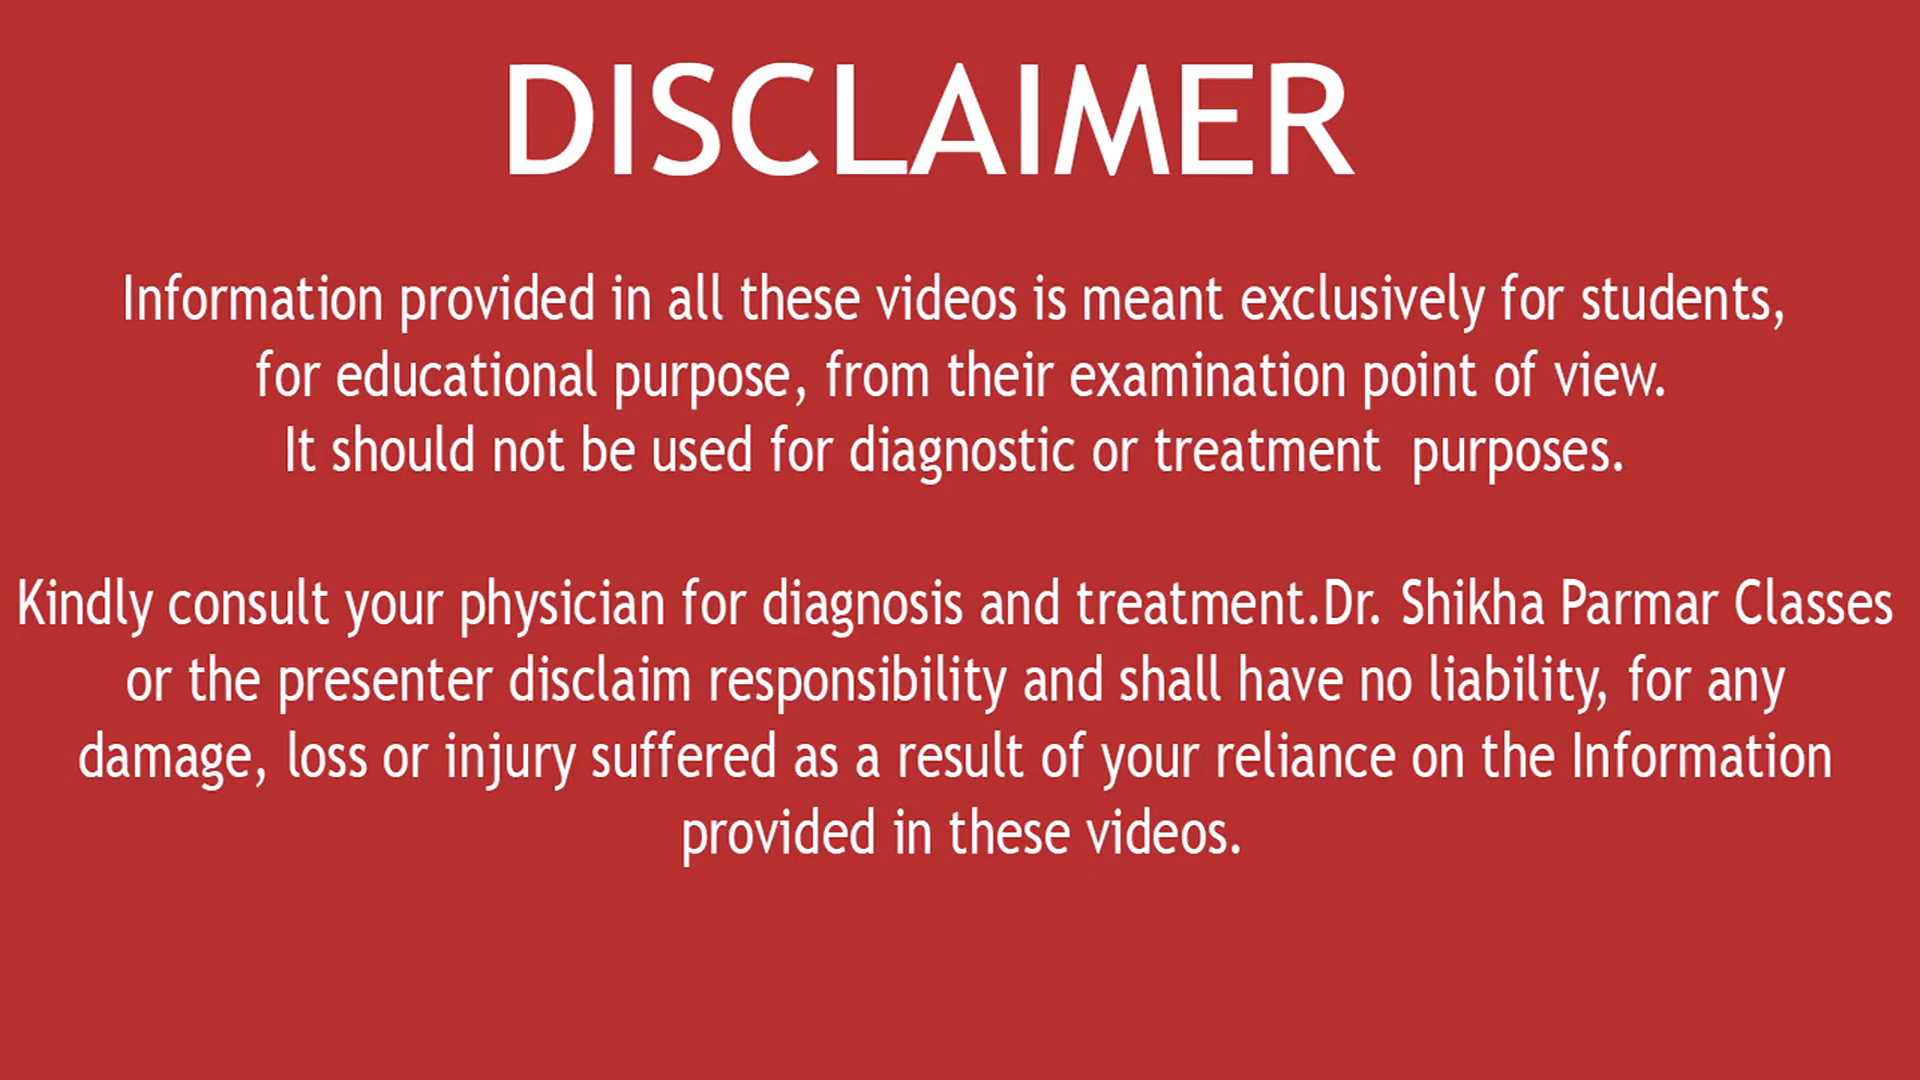 DISCLAIMER
Information provided in all these videos is meant exclusively for students,
for educational purpose, from their examination point of view.
It should not be used for diagnostic or treatment  purposes.
Kindly consult your physician for diagnosis and treatment.Dr. Shikha Parmar Classes
or the presenter disclaim responsibility and shall have no liability, for any
damage, loss or injury suffered as a result of your reliance on the Information
provided in these videos.